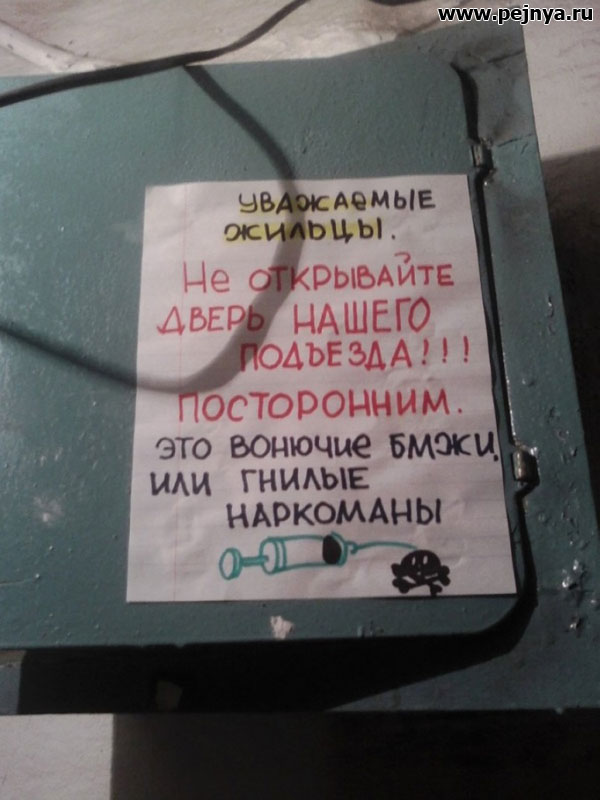 www.pejnya.ru
УВАЖАЕМЫЕ
ЖИЛЬЦЫ.
Не ОТКРЫВАЙТЕ
ДВЕРЬ НАШЕГО
ПОДЪЕЗДА!!!
ПОСТОРОННИМ.
ЭТО ВОНЮЧИЕ БМЖИ,
ИЛИ ГНИЛЫЕ
НАРКОМАНЫ